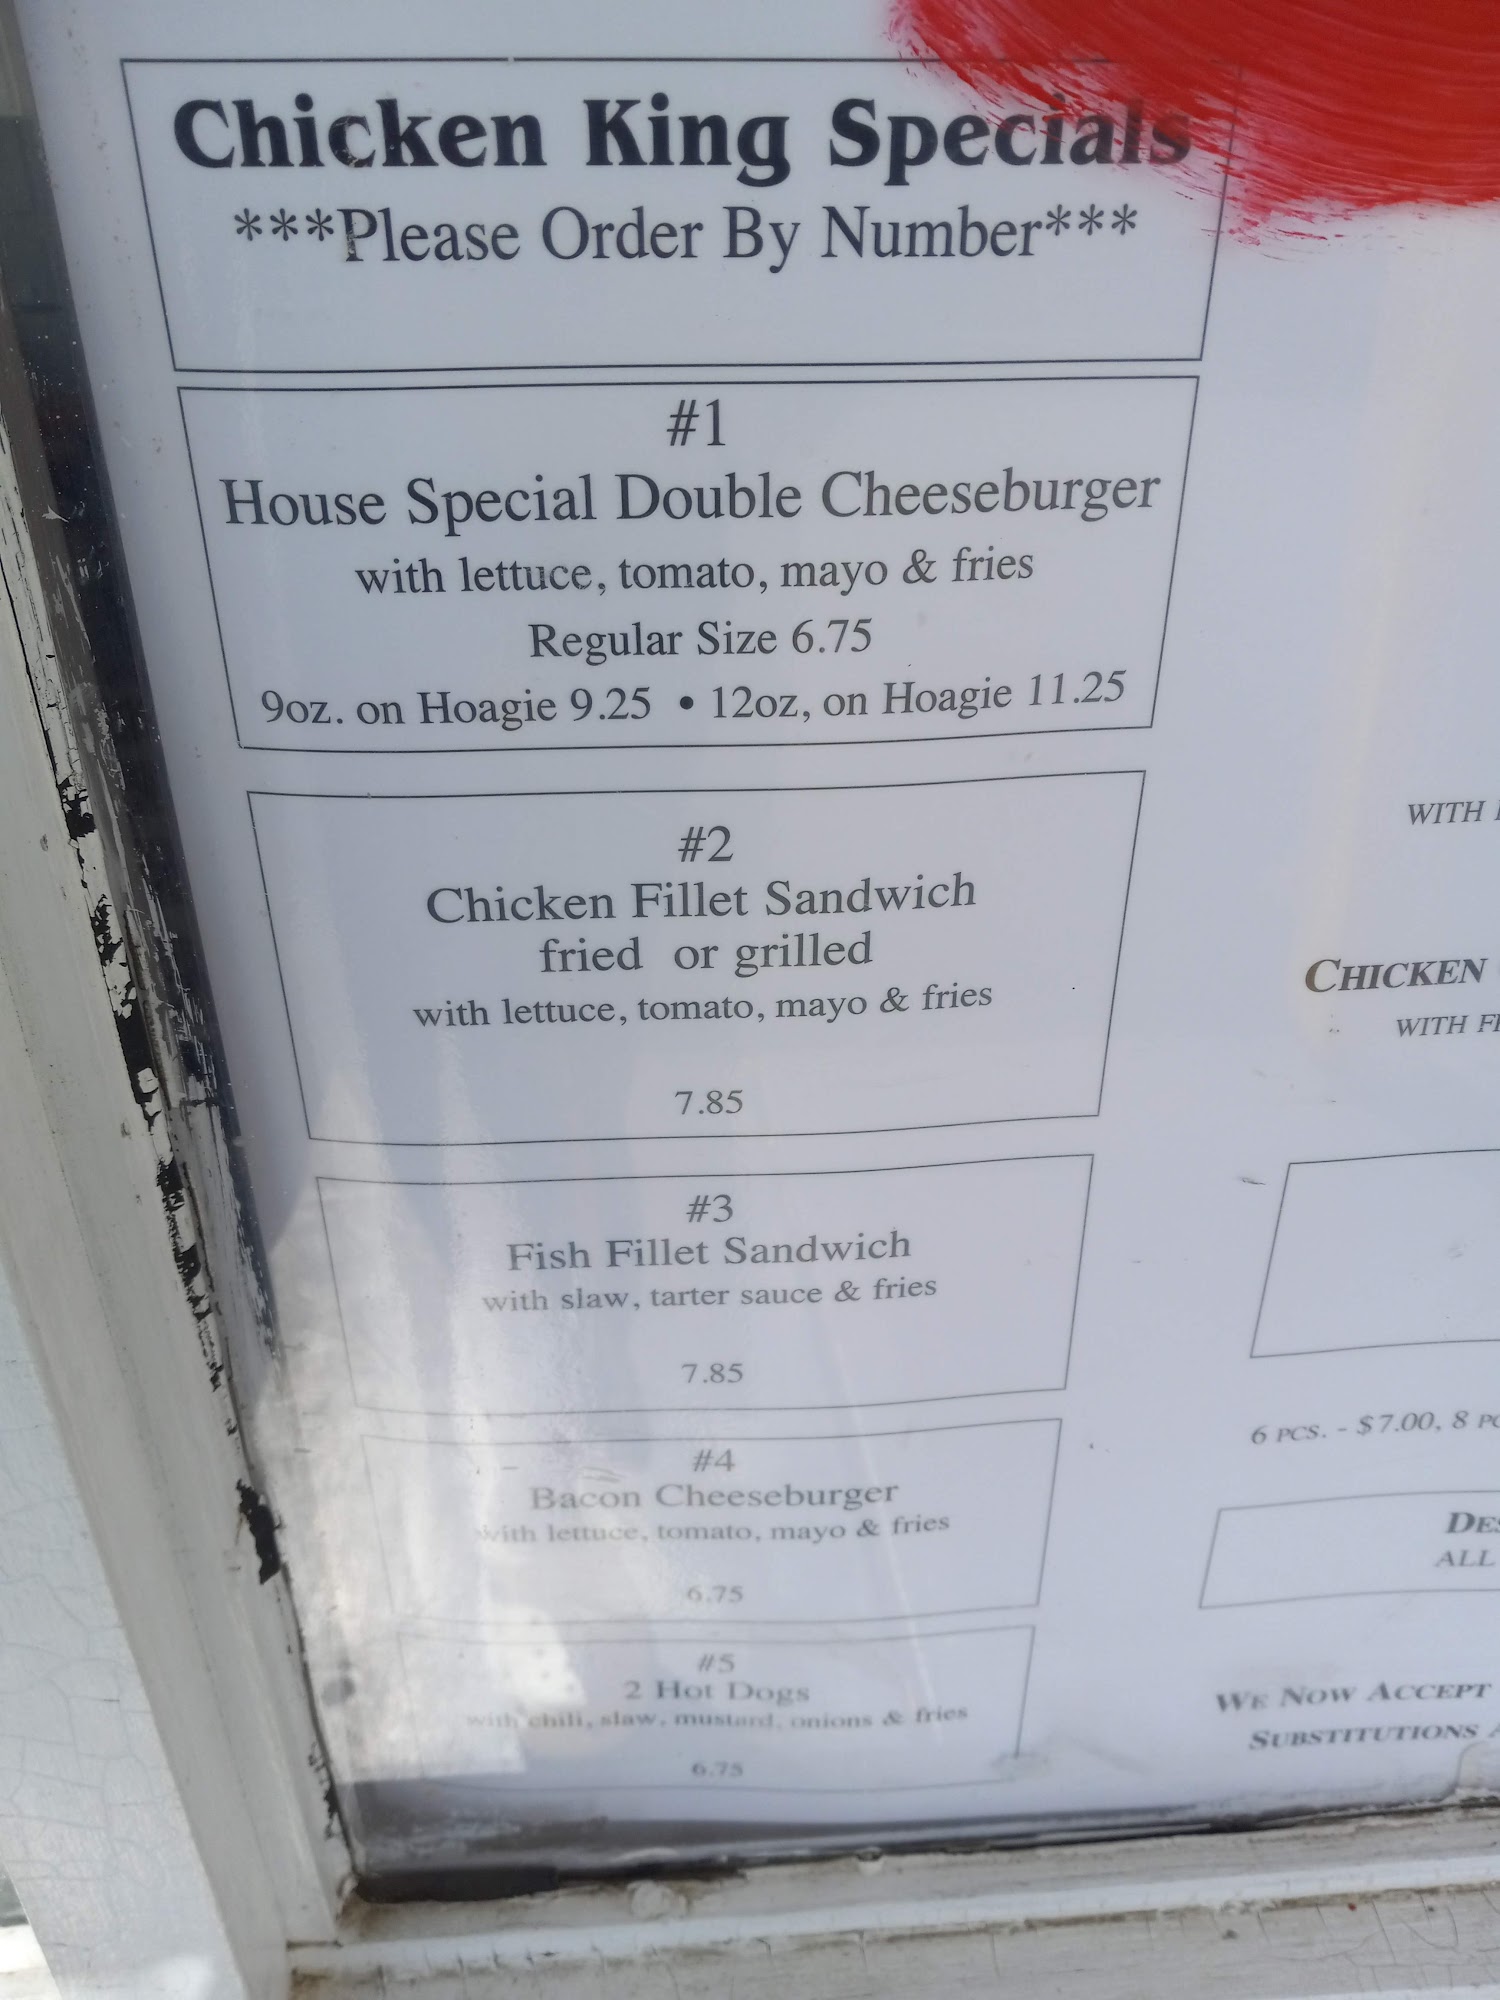 Chicken King Specials
***Please Order By Number***
#1
House Special Double Cheeseburger
with lettuce, tomato, mayo & fries
Regular Size 6.75
9oz. on Hoagie 9.25 • 12oz, on Hoagie 11.25
#2
Chicken Fillet Sandwich
fried or grilled
with lettuce, tomato, mayo & fries
7.85
#3
Fish Fillet Sandwich
with slaw, tarter sauce & fries
7.85
#4
Bacon Cheeseburger
with lettuce, tomato, mayo & fries
6.75
#5
2 Hot Dogs
with chili, slaw, mustard, onions & fries
6.75
WITH
CHICKEN
WITH
6 PCS. - $7.00, 8
ALL
WE NOW ACCEPT
SUBSTITUTIONS